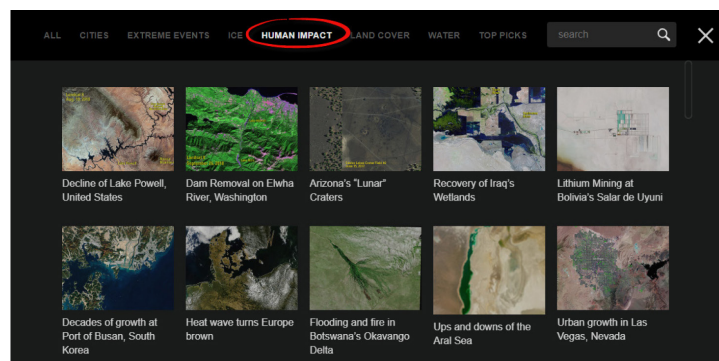 ALL CITIES EXTREME EVENTS ICE HUMAN IMPACT LAND COVER WATER TOP PICKS search
Decline of Lake Powell,
United States
Dam Removal on Elwha
River, Washington
Arizona's "Lunar"
Craters
Recovery of Iraq's
Wetlands
Lithium Mining at
Bolivia's Salar de Uyuni
Decades of growth at
Port of Busan, South
Korea
Heat wave turns Europe
brown
Flooding and fire in
Botswana's Okavango
Delta
Ups and downs of the
Aral Sea
Urban growth in Las
Vegas, Nevada